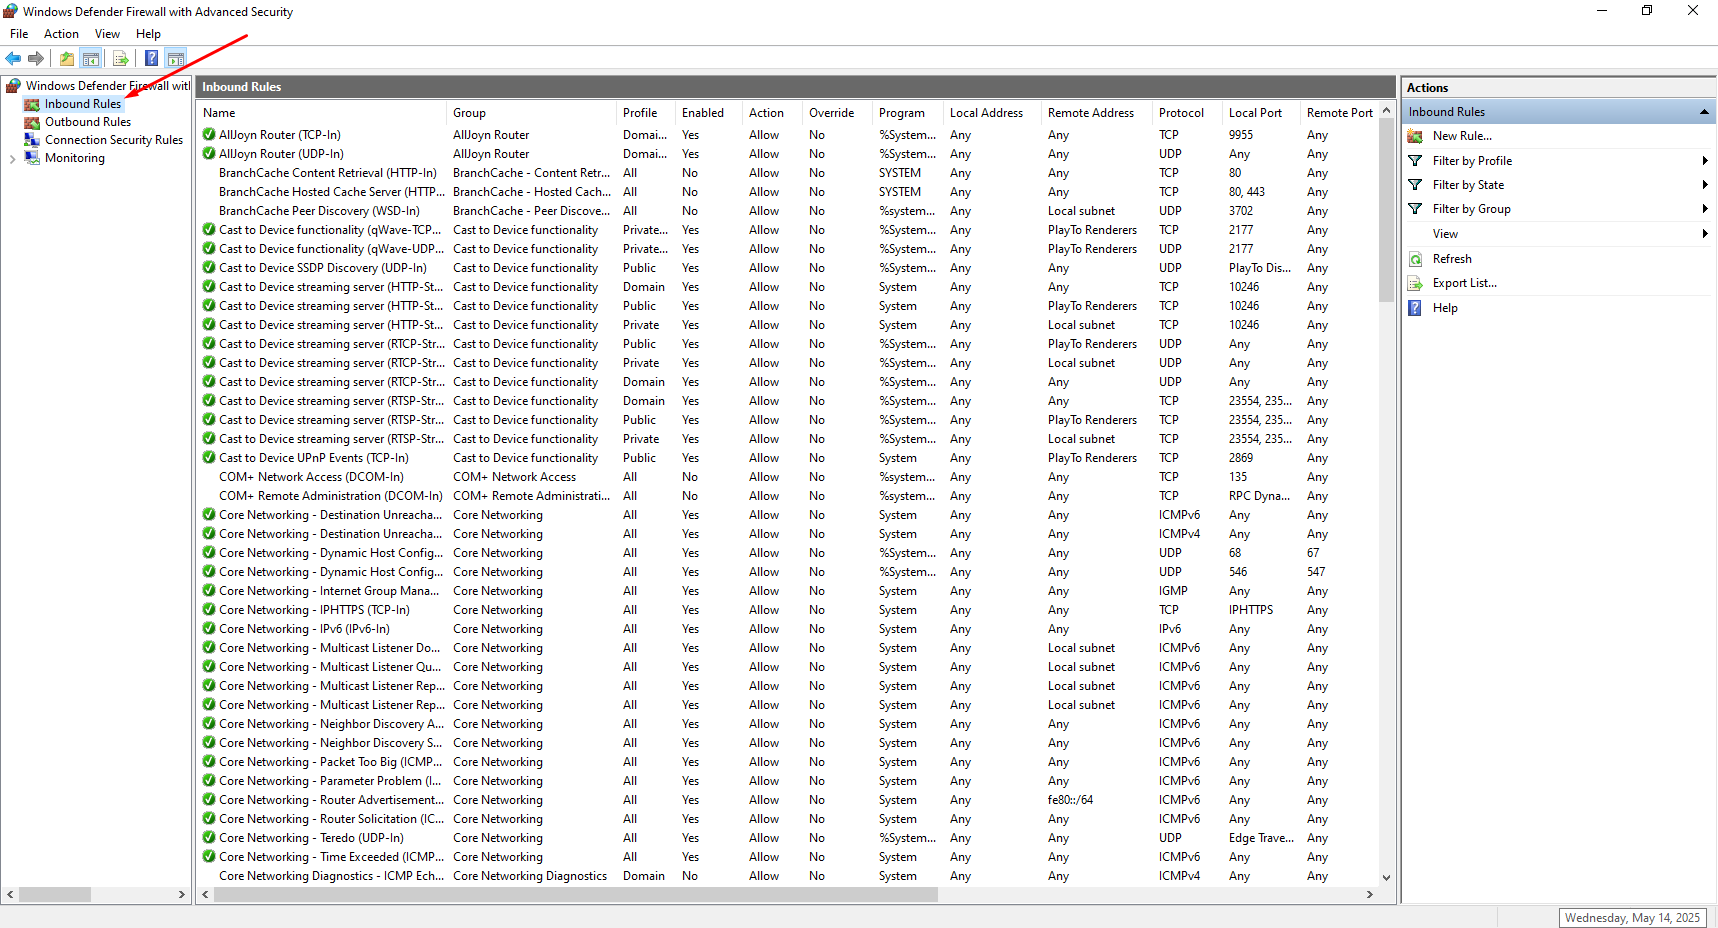 Windows Defender Firewall with Advanced Security
File Action View Help
Windows Defender Firewall with
Inbound Rules
Outbound Rules
Connection Security Rules
Monitoring
Inbound Rules
Name Group Profile Enabled Action Override Program Local Address Remote Address Protocol Local Port Remote Port
AllJoyn Router (TCP-In) AllJoyn Router Domai... Yes Allow No %System... Any Any TCP 9955 Any
AllJoyn Router (UDP-In) AllJoyn Router Domai... Yes Allow No %System... Any Any UDP Any Any
BranchCache Content Retrieval (HTTP-In) BranchCache - Content Retr... All No Allow No SYSTEM Any Any TCP 80 Any
BranchCache Hosted Cache Server (HTTP... BranchCache - Hosted Cach... All No Allow No SYSTEM Any Any TCP 80, 443 Any
BranchCache Peer Discovery (WSD-In) BranchCache - Peer Discove... All No Allow No %system... Any Local subnet UDP 3702 Any
Cast to Device functionality (qWave-TCP... Cast to Device functionality Private... Yes Allow No %System... Any PlayTo Renderers TCP 2177 Any
Cast to Device functionality (qWave-UDP... Cast to Device functionality Private... Yes Allow No %System... Any PlayTo Renderers UDP 2177 Any
Cast to Device SSDP Discovery (UDP-In) Cast to Device functionality Public Yes Allow No %System... Any Any UDP PlayTo Dis... Any
Cast to Device streaming server (HTTP-St... Cast to Device functionality Domain Yes Allow No System Any Any TCP 10246 Any
Cast to Device streaming server (HTTP-St... Cast to Device functionality Public Yes Allow No System Any PlayTo Renderers TCP 10246 Any
Cast to Device streaming server (HTTP-St... Cast to Device functionality Private Yes Allow No System Any Local subnet TCP 10246 Any
Cast to Device streaming server (RTCP-Str... Cast to Device functionality Public Yes Allow No %System... Any PlayTo Renderers UDP Any Any
Cast to Device streaming server (RTCP-Str... Cast to Device functionality Private Yes Allow No %System... Any Local subnet UDP Any Any
Cast to Device streaming server (RTCP-Str... Cast to Device functionality Domain Yes Allow No %System... Any Any UDP Any Any
Cast to Device streaming server (RTSP-Str... Cast to Device functionality Domain Yes Allow No %System... Any Any TCP 23554, 235... Any
Cast to Device streaming server (RTSP-Str... Cast to Device functionality Public Yes Allow No %System... Any PlayTo Renderers TCP 23554, 235... Any
Cast to Device streaming server (RTSP-Str... Cast to Device functionality Private Yes Allow No %System... Any Local subnet TCP 23554, 235... Any
Cast to Device UPnP Events (TCP-In) Cast to Device functionality Public Yes Allow No System Any PlayTo Renderers TCP 2869 Any
COM+ Network Access (DCOM-In) COM+ Network Access All No Allow No %system... Any Any TCP 135 Any
COM+ Remote Administration (DCOM-In) COM+ Remote Administrati... All No Allow No %system... Any Any TCP RPC Dyna... Any
Core Networking - Destination Unreacha... Core Networking All Yes Allow No System Any Any ICMPv6 Any Any
Core Networking - Destination Unreacha... Core Networking All Yes Allow No System Any Any ICMPv4 Any Any
Core Networking - Dynamic Host Config... Core Networking All Yes Allow No %System... Any Any UDP 68 67
Core Networking - Dynamic Host Config... Core Networking All Yes Allow No %System... Any Any UDP 546 547
Core Networking - Internet Group Mana... Core Networking All Yes Allow No System Any Any IGMP Any Any
Core Networking - IPHTTPS (TCP-In) Core Networking All Yes Allow No System Any Any TCP IPHTTPS Any
Core Networking - IPv6 (IPv6-In) Core Networking All Yes Allow No System Any Any IPv6 Any Any
Core Networking - Multicast Listener Do... Core Networking All Yes Allow No System Any Local subnet ICMPv6 Any Any
Core Networking - Multicast Listener Qu... Core Networking All Yes Allow No System Any Local subnet ICMPv6 Any Any
Core Networking - Multicast Listener Rep... Core Networking All Yes Allow No System Any Local subnet ICMPv6 Any Any
Core Networking - Multicast Listener Rep... Core Networking All Yes Allow No System Any Local subnet ICMPv6 Any Any
Core Networking - Neighbor Discovery A... Core Networking All Yes Allow No System Any Any ICMPv6 Any Any
Core Networking - Neighbor Discovery S... Core Networking All Yes Allow No System Any Any ICMPv6 Any Any
Core Networking - Packet Too Big (ICMP... Core Networking All Yes Allow No System Any Any ICMPv6 Any Any
Core Networking - Parameter Problem (I... Core Networking All Yes Allow No System Any Any ICMPv6 Any Any
Core Networking - Router Advertisement... Core Networking All Yes Allow No System Any fe80::/64 ICMPv6 Any Any
Core Networking - Router Solicitation (IC... Core Networking All Yes Allow No System Any Any ICMPv6 Any Any
Core Networking - Teredo (UDP-In) Core Networking All Yes Allow No %System... Any Any UDP Edge Trave... Any
Core Networking - Time Exceeded (ICMP... Core Networking All Yes Allow No System Any Any ICMPv6 Any Any
Core Networking Diagnostics - ICMP Ech... Core Networking Diagnostics Domain No Allow No System Any Any ICMPv4 Any Any
Actions
Inbound Rules
New Rule...
Filter by Profile
Filter by State
Filter by Group
View
Refresh
Export List...
Help
Wednesday, May 14, 2025